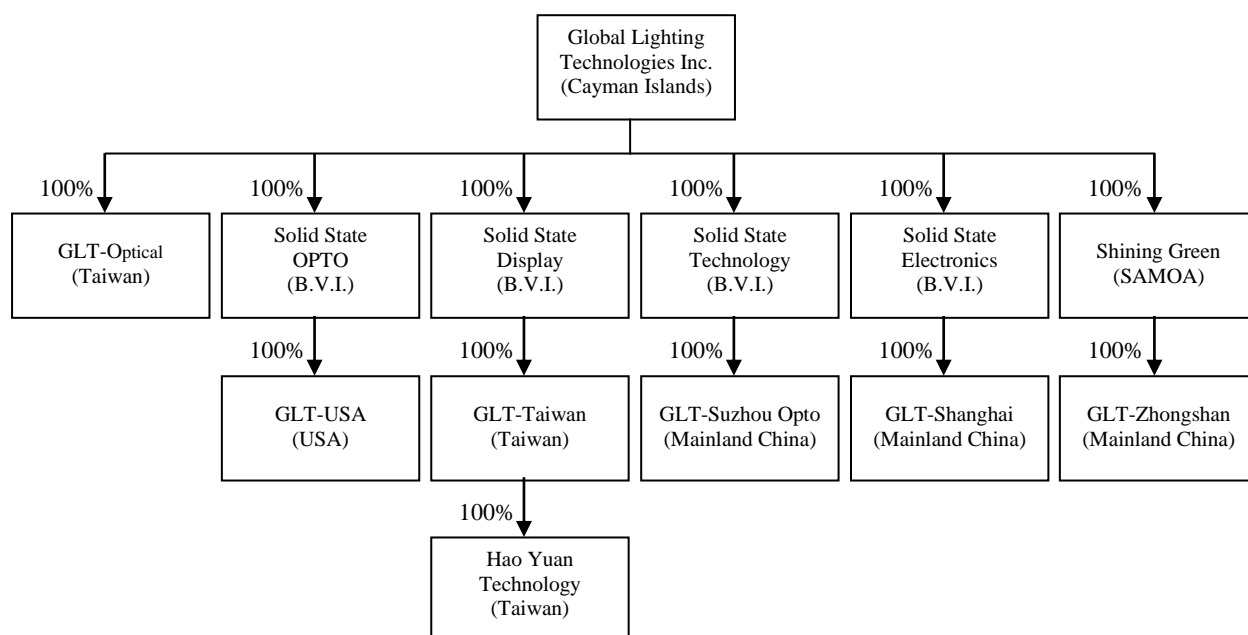 Global Lighting
Technologies Inc.
(Cayman Islands)
100%
100%
100%
100%
100%
100%
GLT-Optical
(Taiwan)
Solid State
OPTO
(B.V.I.)
Solid State
Display
(B.V.I.)
Solid State
Technology
(B.V.I.)
Solid State
Electronics
(B.V.I.)
Shining Green
(SAMOA)
100%
100%
100%
100%
100%
GLT-USA
(USA)
GLT-Taiwan
(Taiwan)
GLT-Suzhou Opto
(Mainland China)
GLT-Shanghai
(Mainland China)
GLT-Zhongshan
(Mainland China)
100%
Hao Yuan
Technology
(Taiwan)